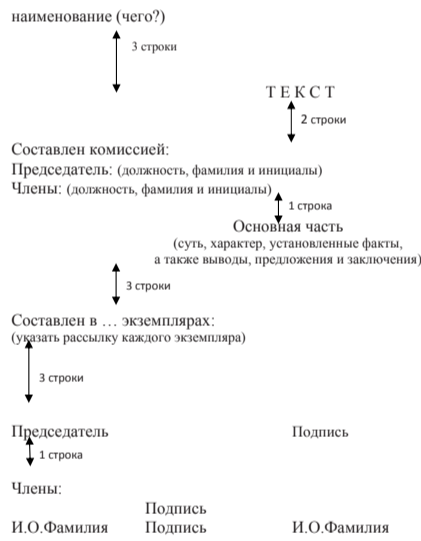 наименование (чего?)
3 строки
Т Е К С Т
2 строки
Составлен комиссией:
Председатель: (должность, фамилия и инициалы)
Члены: (должность, фамилия и инициалы)
1 строка
Основная часть
(суть, характер, установленные факты,
а также выводы, предложения и заключения)
3 строки
Составлен в … экземплярах:
(указать рассылку каждого экземпляра)
3 строки
Председатель Подпись
1 строка
Члены:
Подпись
И.О.Фамилия Подпись И.О.Фамилия